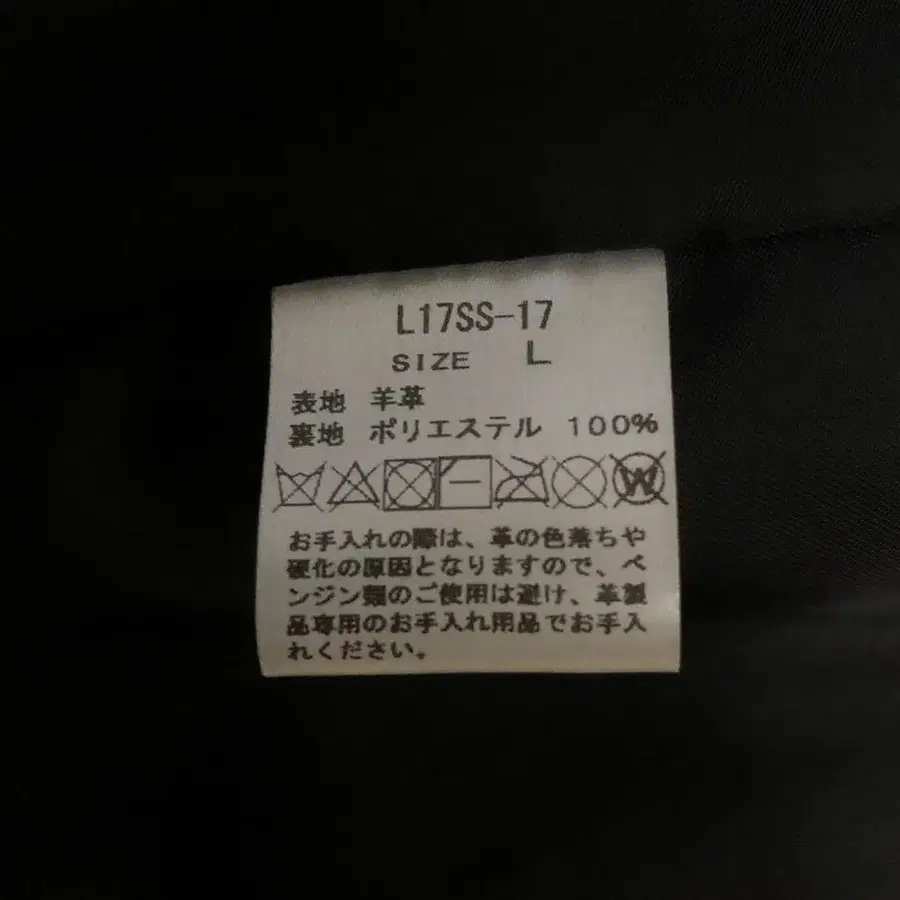 L17SS-17
SIZE L
表地 羊革
裏地 ポリエステル 100%
W
お手入れの際は、革の色落ちや
硬化の原因となりますので、ベ
ンジン類のご使用は避け、革製
品専用のお手入れ用品でお手入
れください。